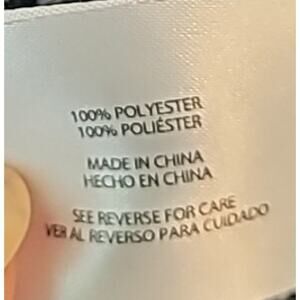 100% POLYESTER
100% POLIÉSTER
MADE IN CHINA
HECHO EN CHINA
SEE REVERSE FOR CARE
VER AL REVERSO PARA CUIDADO